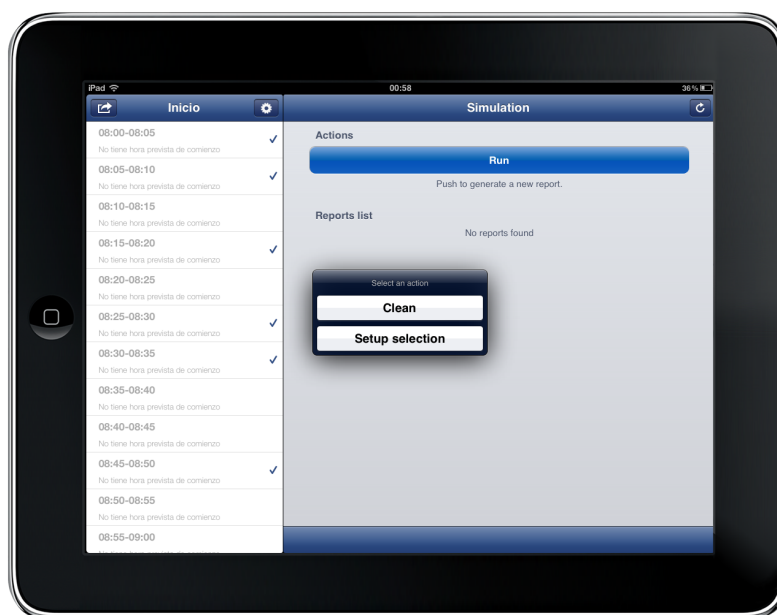 iPad
00:58
36 %
Inicio
Simulation
08:00-08:05
No tiene hora prevista de comienzo
08:05-08:10
No tiene hora prevista de comienzo
08:10-08:15
No tiene hora prevista de comienzo
08:15-08:20
No tiene hora prevista de comienzo
08:20-08:25
No tiene hora prevista de comienzo
08:25-08:30
No tiene hora prevista de comienzo
08:30-08:35
No tiene hora prevista de comienzo
08:35-08:40
No tiene hora prevista de comienzo
08:40-08:45
No tiene hora prevista de comienzo
08:45-08:50
No tiene hora prevista de comienzo
08:50-08:55
No tiene hora prevista de comienzo
08:55-09:00
Actions
Run
Push to generate a new report.
Reports list
No reports found
Select an action
Clean
Setup selection